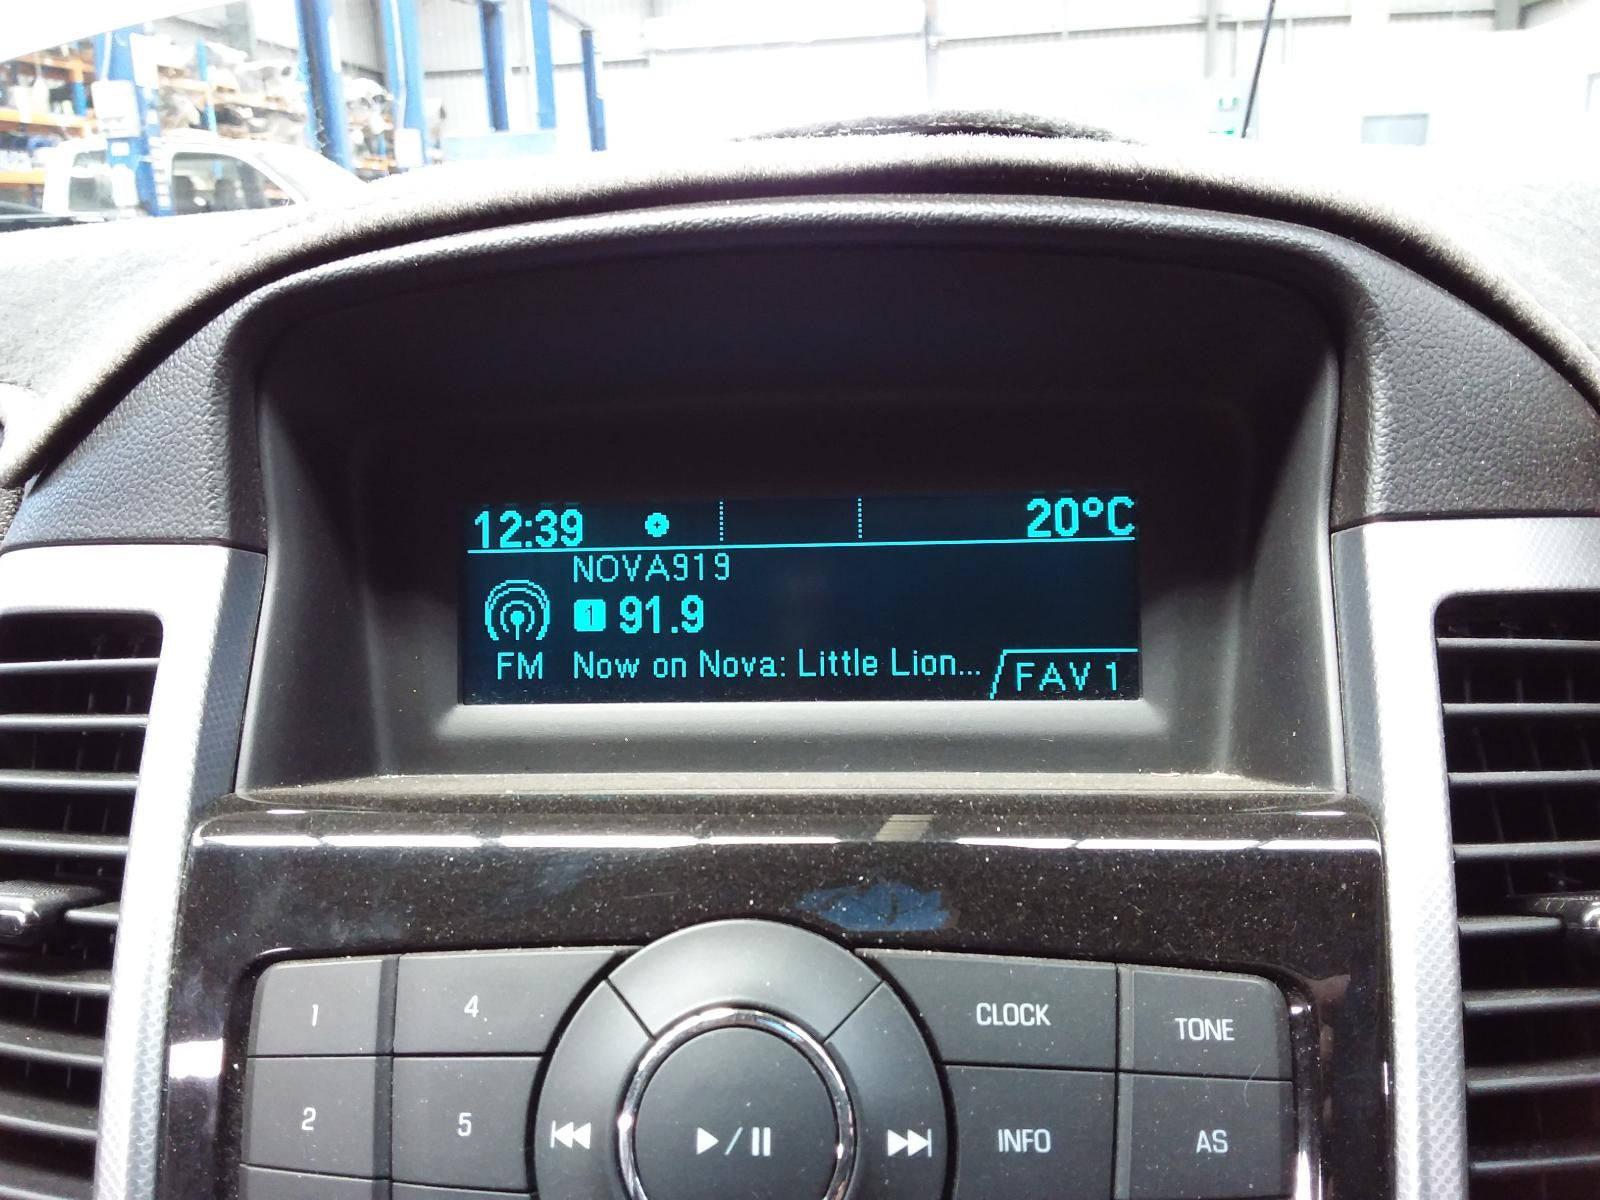 12:39 20°C
NOVA919
1 91.9
FM Now on Nova: Little Lion... FAV 1
1 4 CLOCK TONE
2 5 INFO AS